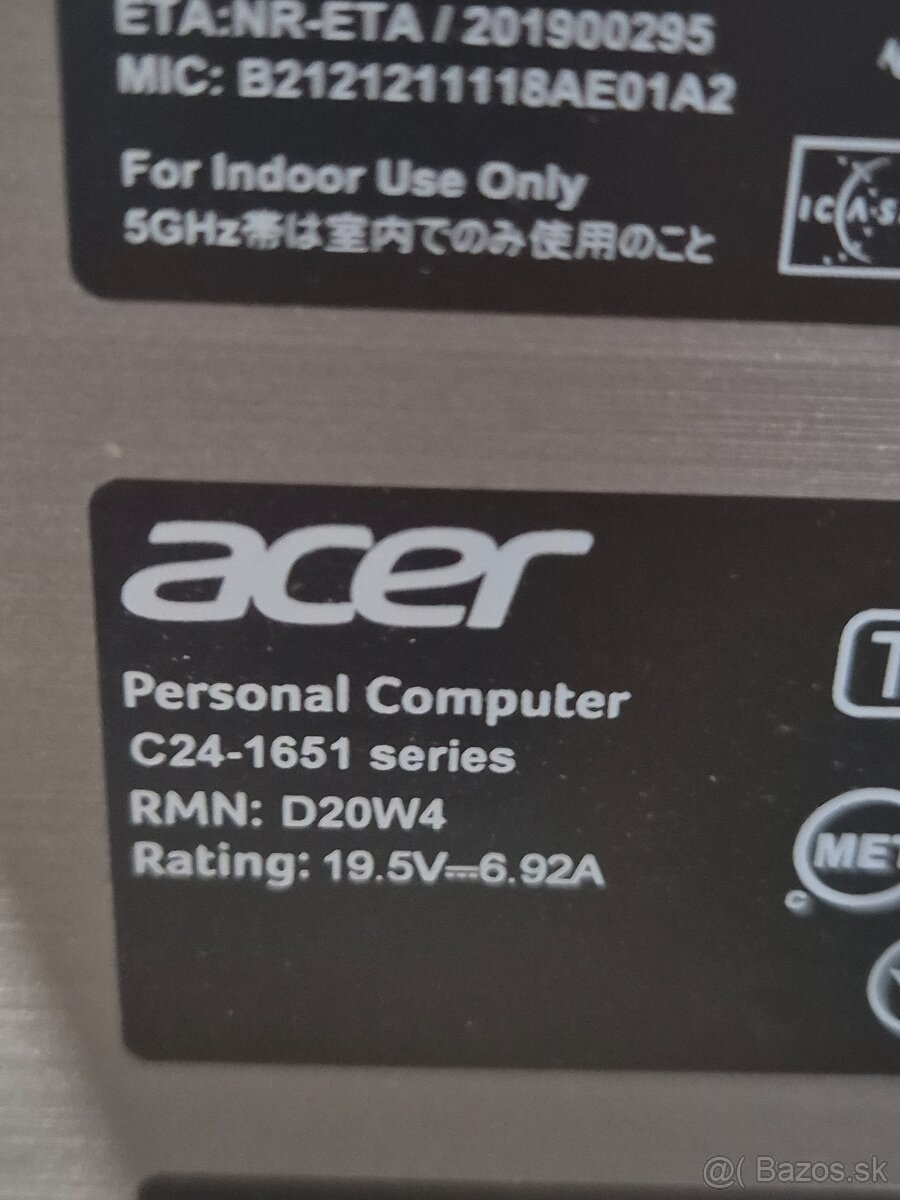 ETA:NR-ETA / 201900295
MIC: B2121211118AE01A2
For Indoor Use Only
5GHz帯は室内でのみ使用のこと
acer
Personal Computer
C24-1651 series
RMN: D20W4
Rating: 19.5V⎓6.92A
@( Bazos.sk